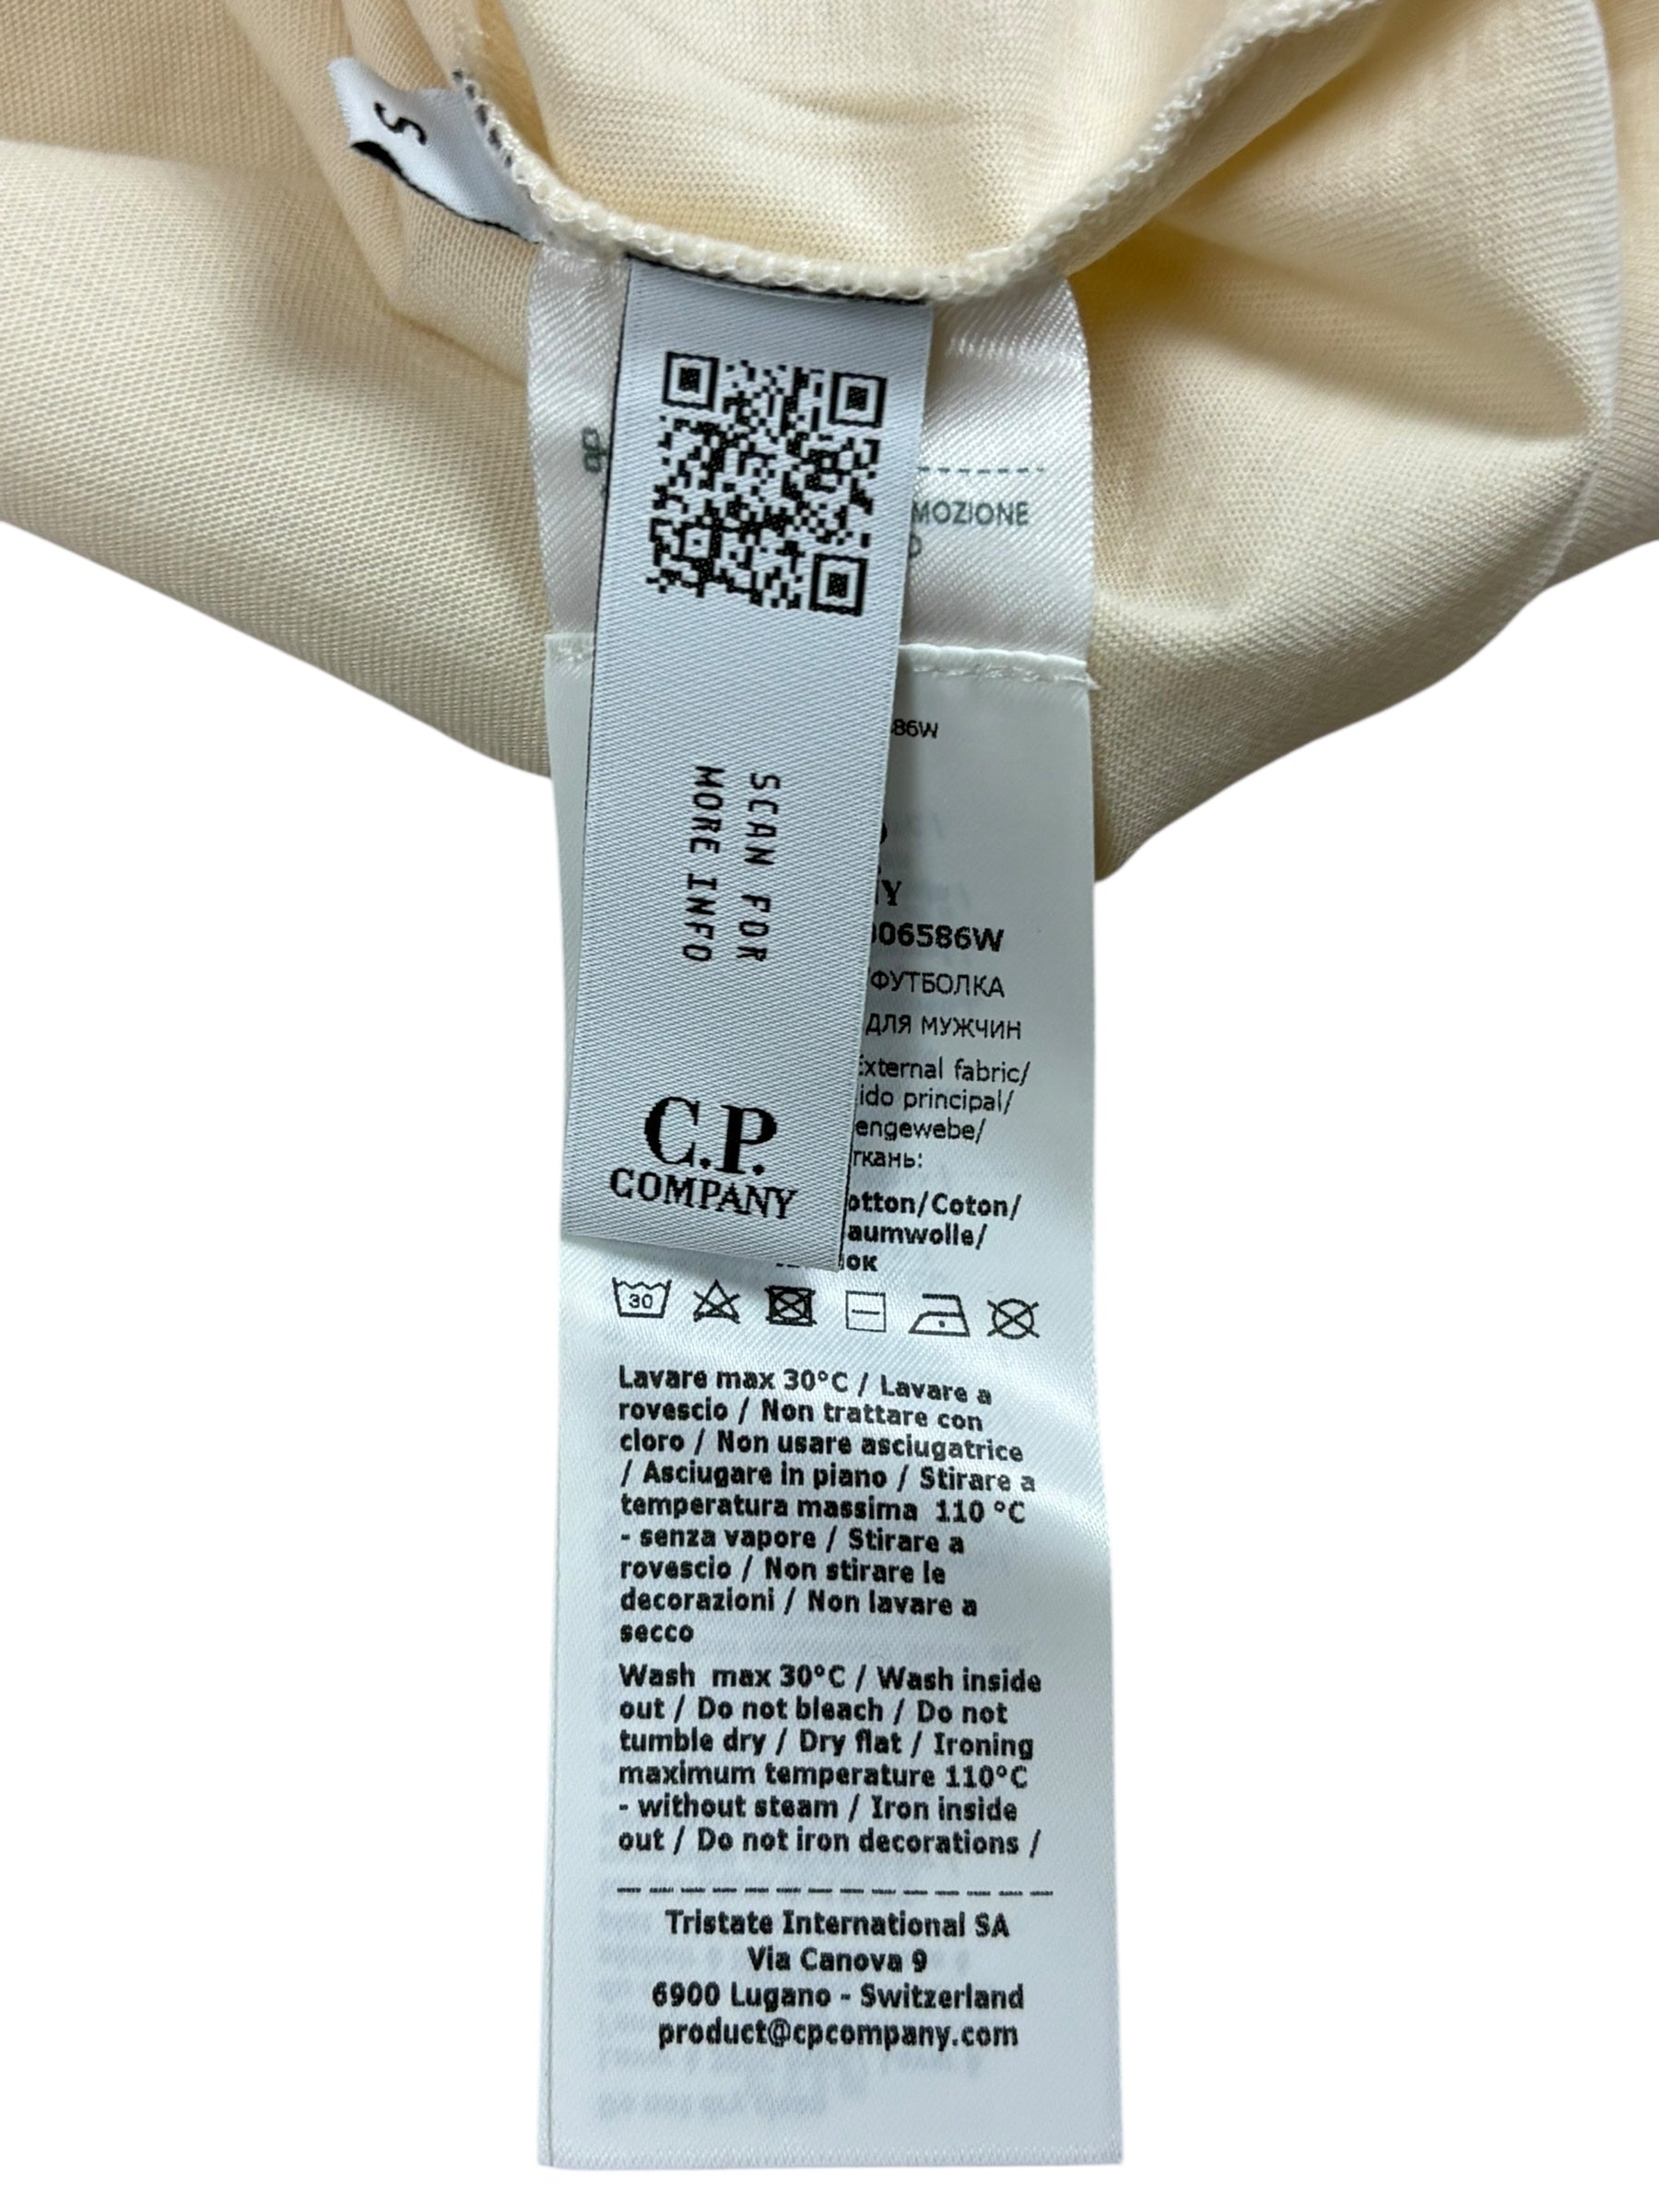 S
MOZIONE
86W
SCAN FOR
MORE INFO
Y
06586W
ФУТБОЛКА
ДЛЯ МУЖЧИН
External fabric/
ido principal/
engewebe/
ткань:
otton/Coton/
aumwolle/
ок
C.P.
COMPANY
30
Lavare max 30°C / Lavare a
rovescio / Non trattare con
cloro / Non usare asciugatrice
/ Asciugare in piano / Stirare a
temperatura massima 110 °C
- senza vapore / Stirare a
rovescio / Non stirare le
decorazioni / Non lavare a
secco
Wash max 30°C / Wash inside
out / Do not bleach / Do not
tumble dry / Dry flat / Ironing
maximum temperature 110°C
- without steam / Iron inside
out / Do not iron decorations /
Tristate International SA
Via Canova 9
6900 Lugano - Switzerland
product@cpcompany.com